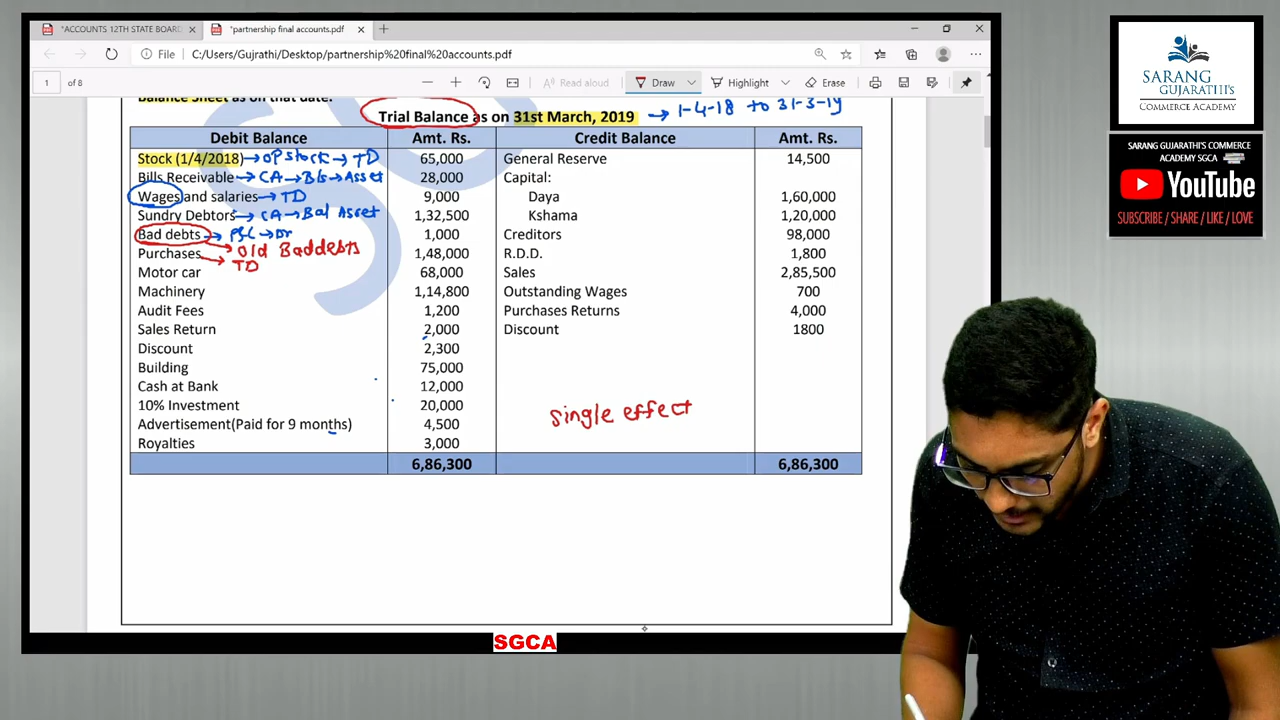 "ACCOUNTS 12TH STATE BOARD
"partnership final accounts.pdf
File C:/Users/Gujrathi/Desktop/partnership%20final%20accounts.pdf
1 of 8 Read aloud Draw Highlight Erase
Balance Sheet as on that date.
Trial Balance as on 31st March, 2019 → 1-4-18 to 31-3-19
Debit Balance Amt. Rs. Credit Balance Amt. Rs.
Stock (1/4/2018) → OP stock → TD 65,000 General Reserve 14,500
Bills Receivable → CA → B/s → Asset 28,000 Capital:
Wages and salaries → TD 9,000 Daya 1,60,000
Sundry Debtors → CA → Bal Asset 1,32,500 Kshama 1,20,000
Bad debts → P&L → Dr 1,000 Creditors 98,000
→ Old Bad debts
Purchases → TD 1,48,000 R.D.D. 1,800
Motor car 68,000 Sales 2,85,500
Machinery 1,14,800 Outstanding Wages 700
Audit Fees 1,200 Purchases Returns 4,000
Sales Return 2,000 Discount 1800
Discount 2,300
Building 75,000
Cash at Bank 12,000
10% Investment 20,000
single effect
Advertisement(Paid for 9 months) 4,500
Royalties 3,000
6,86,300 6,86,300
SGCA
SARANG
GUJARATHI'S
COMMERCE ACADEMY
SARANG GUJARATHI'S COMMERCE
ACADEMY SGCA
YouTube
SUBSCRIBE / SHARE / LIKE / LOVE